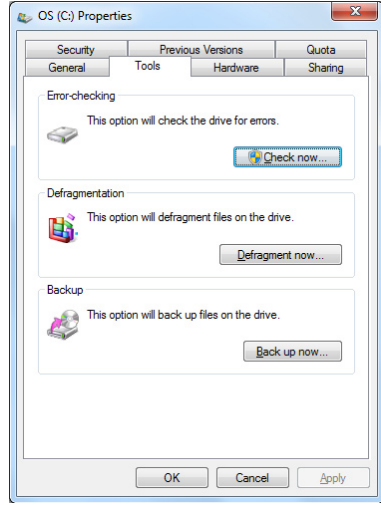 OS (C:) Properties
Security Previous Versions Quota
General Tools Hardware Sharing
Error-checking
This option will check the drive for errors.
Check now...
Defragmentation
This option will defragment files on the drive.
Defragment now...
Backup
This option will back up files on the drive.
Back up now...
OK Cancel Apply